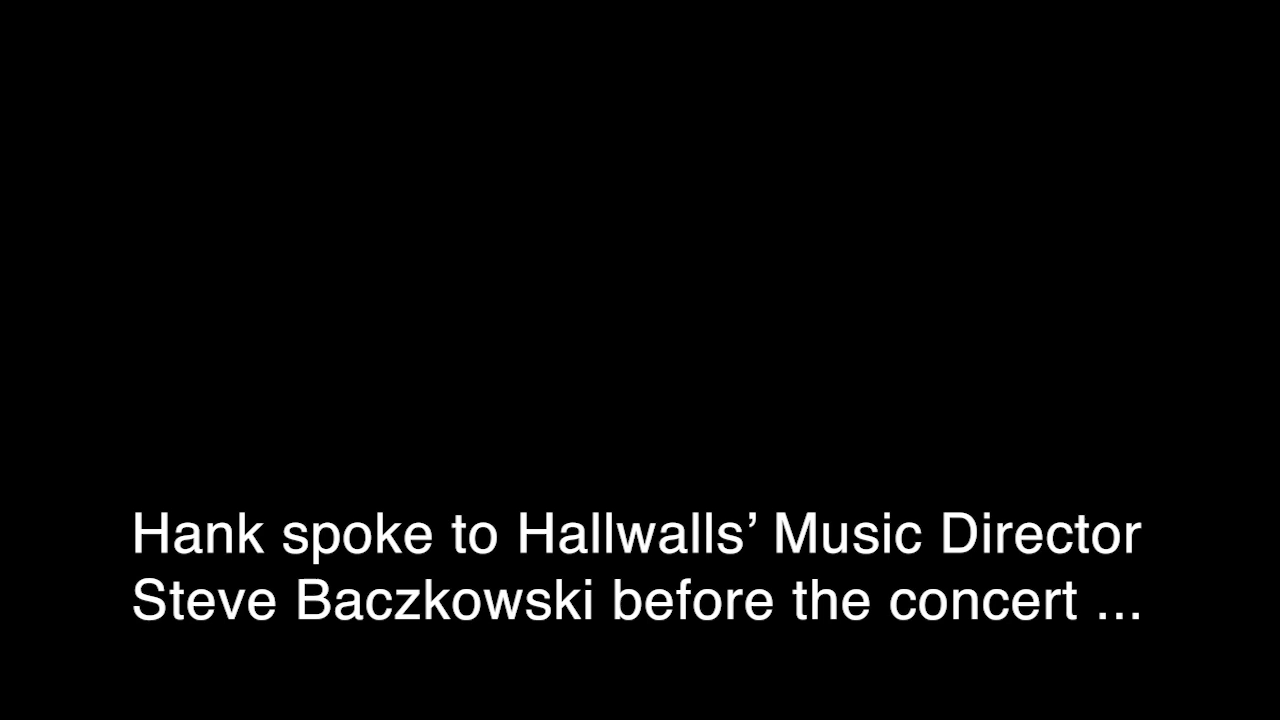 Hank spoke to Hallwalls’ Music Director
Steve Baczkowski before the concert ...